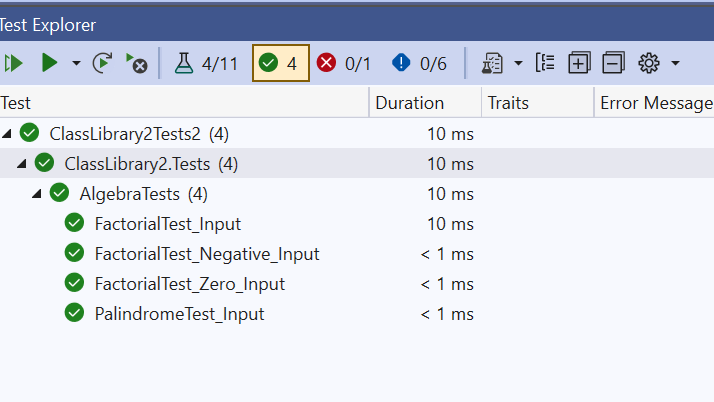 Test Explorer
4/11 4 0/1 0/6
Test Duration Traits Error Message
ClassLibrary2Tests2 (4) 10 ms
ClassLibrary2.Tests (4) 10 ms
AlgebraTests (4) 10 ms
FactorialTest_Input 10 ms
FactorialTest_Negative_Input < 1 ms
FactorialTest_Zero_Input < 1 ms
PalindromeTest_Input < 1 ms